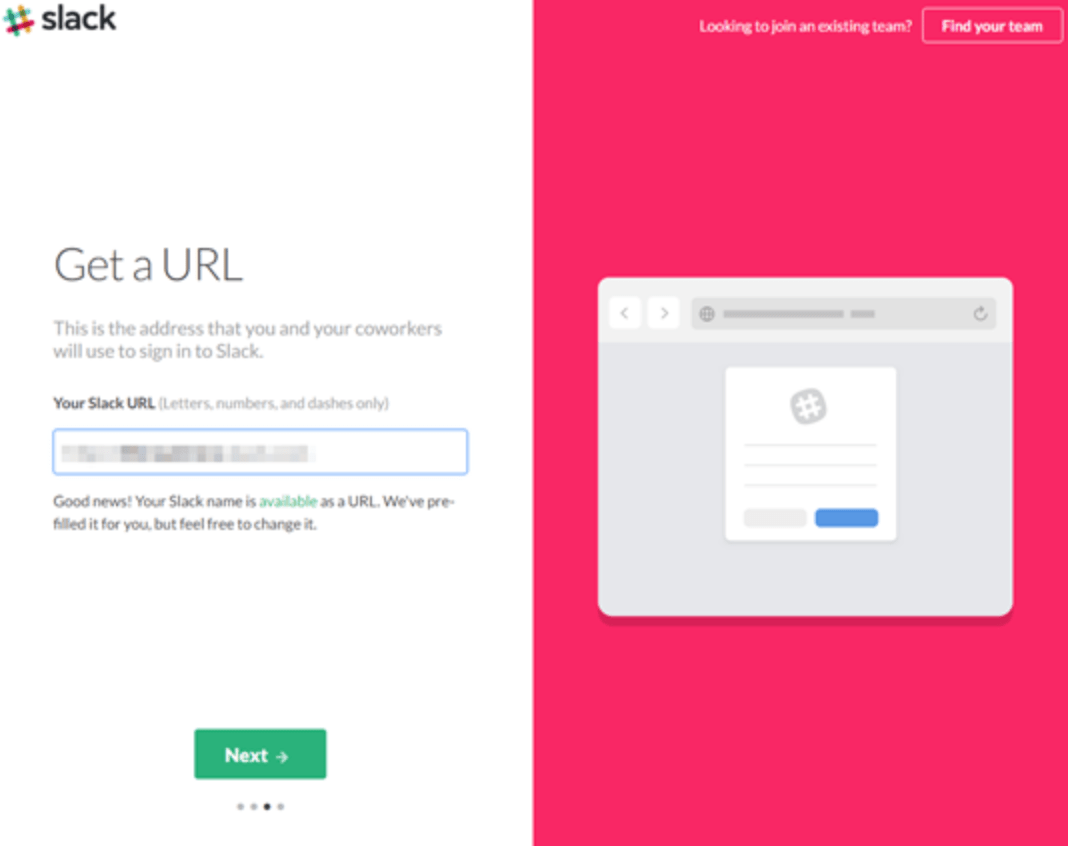 slack
Looking to join an existing team?
Find your team
Get a URL
This is the address that you and your coworkers
will use to sign in to Slack.
Your Slack URL (Letters, numbers, and dashes only)
Good news! Your Slack name is available as a URL. We've pre-
filled it for you, but feel free to change it.
Next →